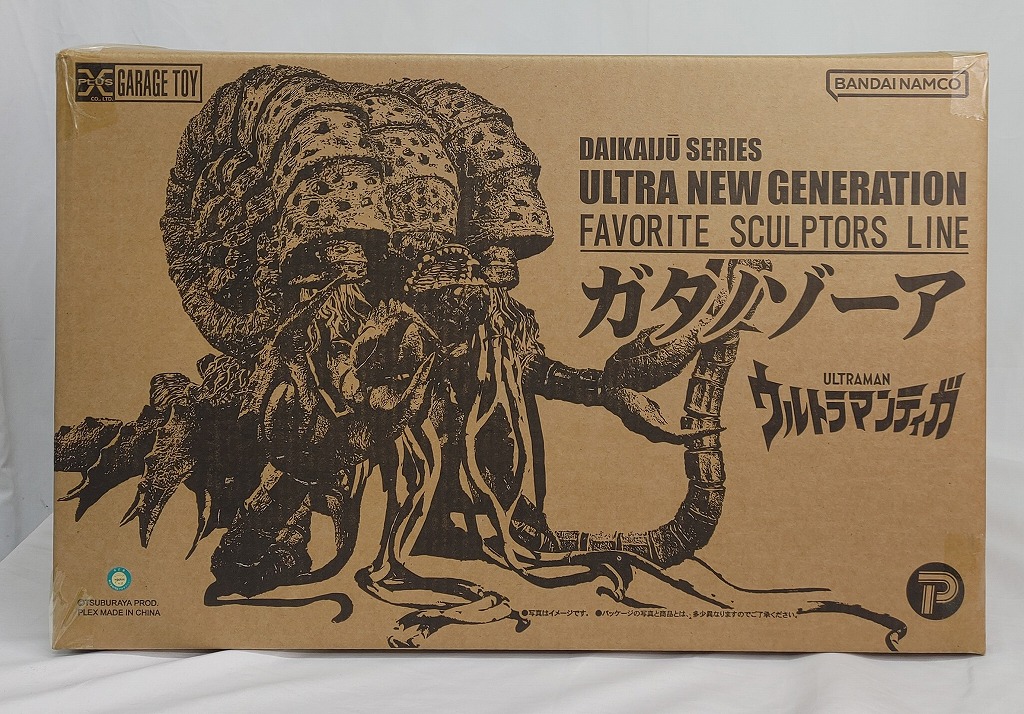 X
PLUS
CO., LTD.
GARAGE TOY
BANDAI NAMCO
DAIKAIJŪ SERIES
ULTRA NEW GENERATION
FAVORITE SCULPTORS LINE
ガタノゾーア
ULTRAMAN
ウルトラマンティガ
©TSUBURAYA PROD.
PLEX MADE IN CHINA
●写真はイメージです。 ●パッケージの写真と商品とは、多少異なりますのでご了承ください。
P